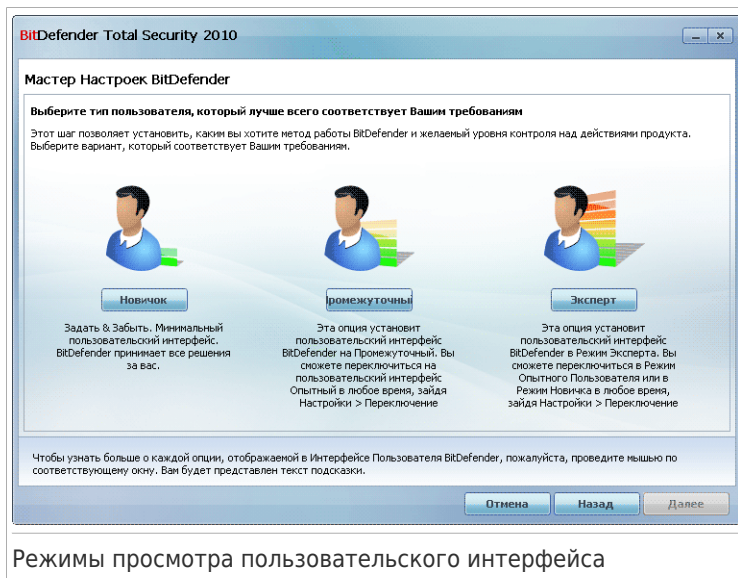 BitDefender Total Security 2010
Мастер Настроек BitDefender
Выберите тип пользователя, который лучше всего соответствует Вашим требованиям
Этот шаг позволяет установить, каким вы хотите метод работы BitDefender и желаемый уровня контроля над действиями продукта.
Выберите вариант, который соответствует Вашим требованиям.
Новичок
Задать & Забыть. Минимальный
пользовательский интерфейс.
BitDefender принимает все решения
за вас.
ромежуточны
Эта опция установит
пользовательский интерфейс
BitDefender на Промежуточный. Вы
сможете переключиться на
пользовательский интерфейс
Опытный в любое время, зайдя
Настройки > Переключение
Эксперт
Эта опция установит
пользовательский интерфейс
BitDefender в Режим Эксперта. Вы
сможете переключиться в Режим
Опытного Пользователя или в
Режим Новичка в любое время,
зайдя Настройки > Переключение
Чтобы узнать больше о каждой опции, отображаемой в Интерфейсе Пользователя BitDefender, пожалуйста, проведите мышью по
соответствующему окну. Вам будет представлен текст подсказки.
Отмена
Назад
Далее
Режимы просмотра пользовательского интерфейса